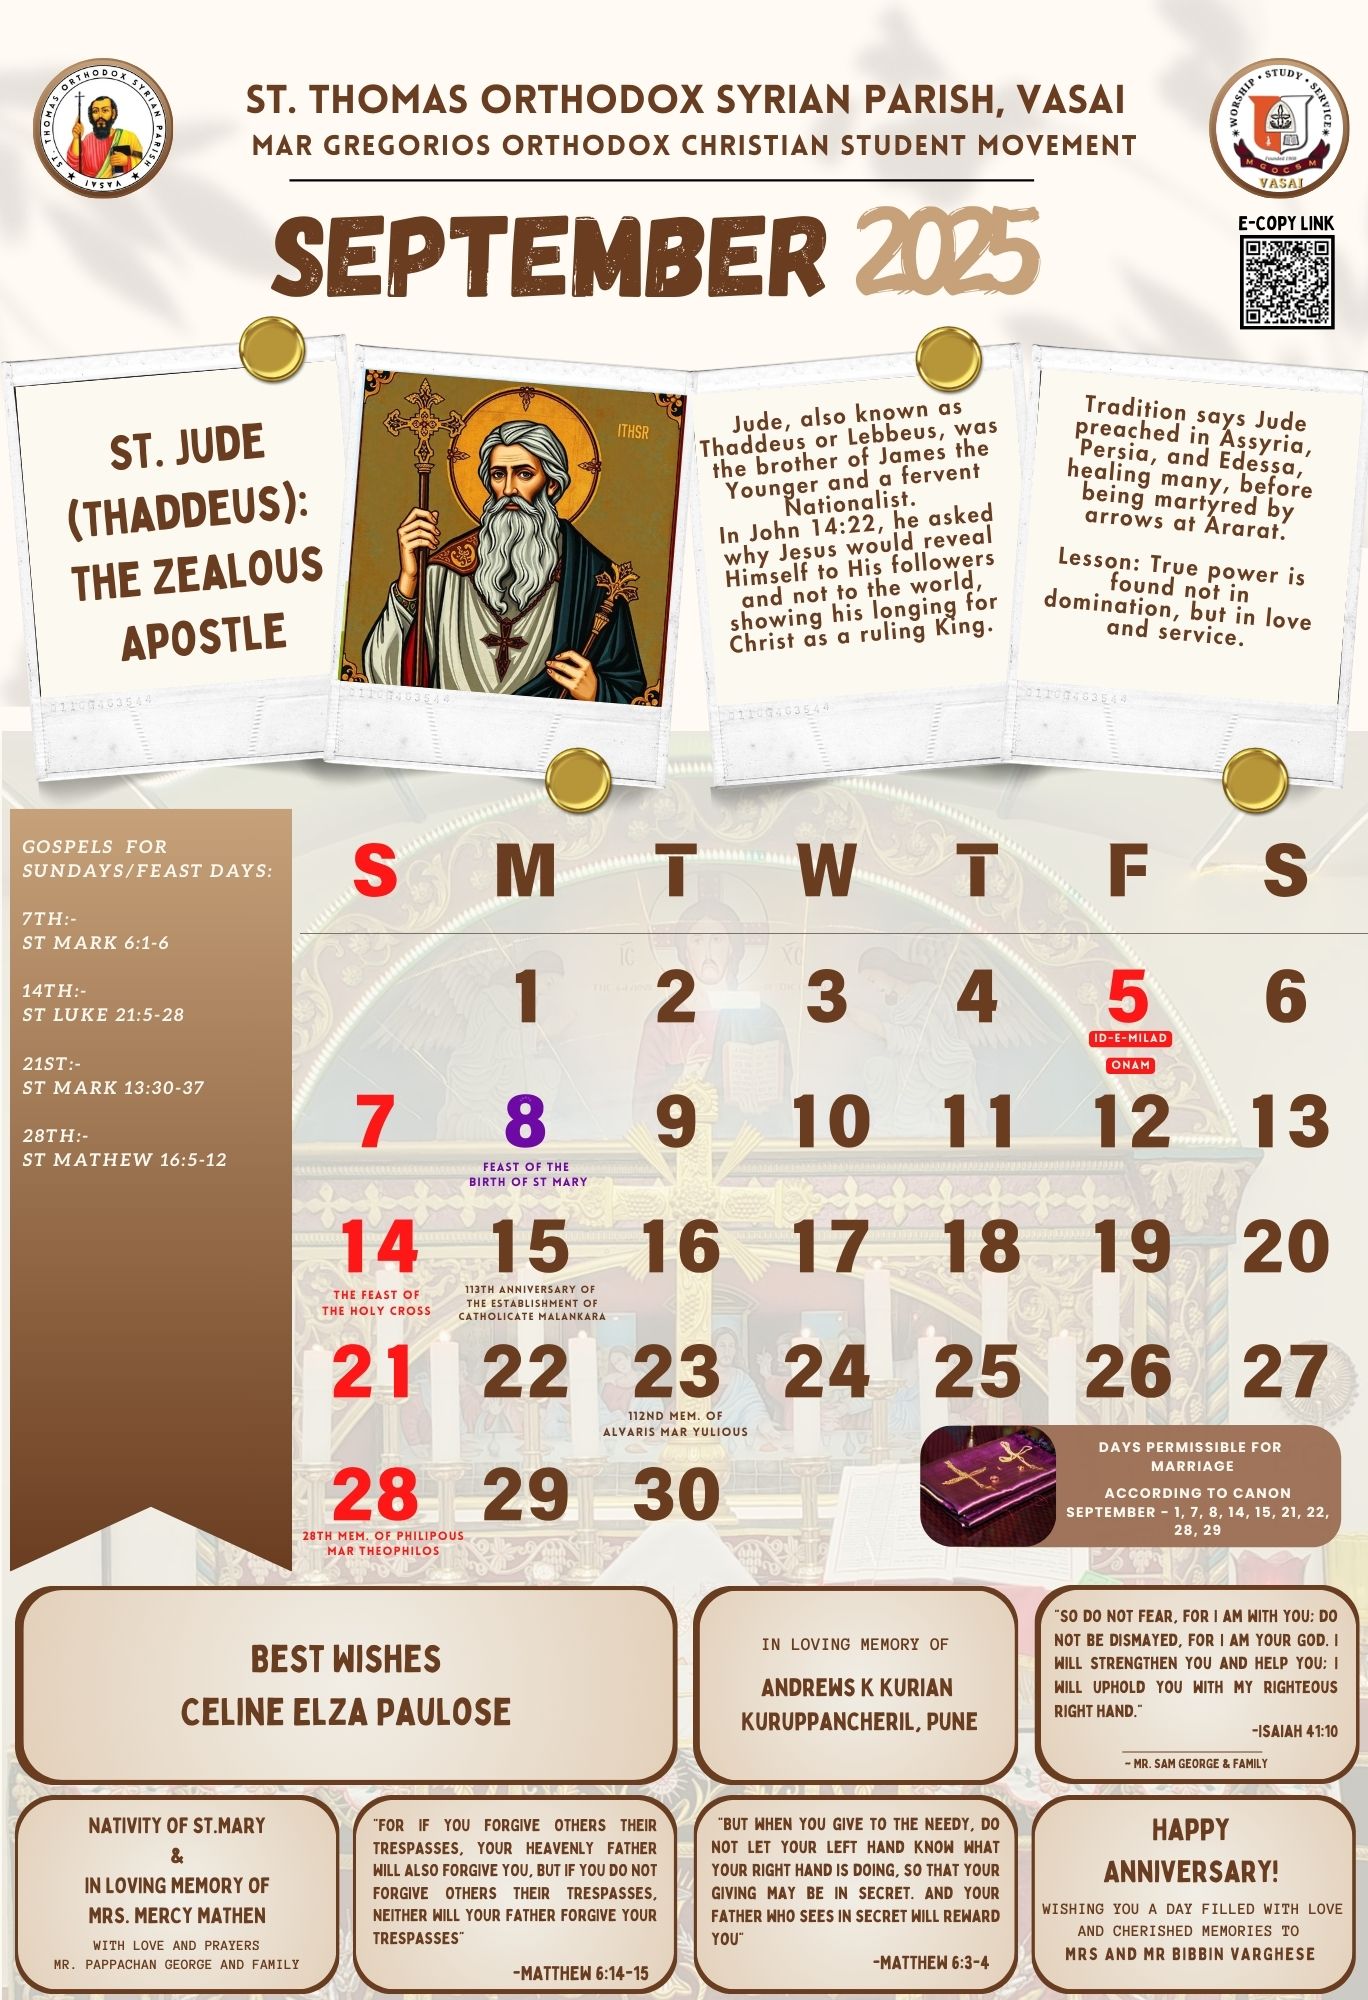 ST. THOMAS ORTHODOX SYRIAN PARISH
VASAI
ST. THOMAS ORTHODOX SYRIAN PARISH, VASAI
MAR GREGORIOS ORTHODOX CHRISTIAN STUDENT MOVEMENT
WORSHIP • STUDY • SERVICE
Founded 1908
MGOCSM
VASAI
SEPTEMBER 2025
E-COPY LINK
ST. JUDE
(THADDEUS):
THE ZEALOUS
APOSTLE
ITHSR
Jude, also known as
Thaddeus or Lebbeus, was
the brother of James the
Younger and a fervent
Nationalist.
In John 14:22, he asked
why Jesus would reveal
Himself to His followers
and not to the world,
showing his longing for
Christ as a ruling King.
Tradition says Jude
preached in Assyria,
Persia, and Edessa,
healing many, before
being martyred by
arrows at Ararat.
Lesson: True power is
found not in
domination, but in love
and service.
GOSPELS FOR
SUNDAYS/FEAST DAYS:
7TH:-
ST MARK 6:1-6
14TH:-
ST LUKE 21:5-28
21ST:-
ST MARK 13:30-37
28TH:-
ST MATHEW 16:5-12
S M T W T F S
1 2 3 4 5 6
ID-E-MILAD
ONAM
7 8 9 10 11 12 13
FEAST OF THE
BIRTH OF ST MARY
14 15 16 17 18 19 20
THE FEAST OF
THE HOLY CROSS
113TH ANNIVERSARY OF
THE ESTABLISHMENT OF
CATHOLICATE MALANKARA
21 22 23 24 25 26 27
112ND MEM. OF
ALVARIS MAR YULIOUS
28 29 30
28TH MEM. OF PHILIPOUS
MAR THEOPHILOS
DAYS PERMISSIBLE FOR
MARRIAGE
ACCORDING TO CANON
SEPTEMBER - 1, 7, 8, 14, 15, 21, 22,
28, 29
BEST WISHES
CELINE ELZA PAULOSE
IN LOVING MEMORY OF
ANDREWS K KURIAN
KURUPPANCHERIL, PUNE
"SO DO NOT FEAR, FOR I AM WITH YOU; DO
NOT BE DISMAYED, FOR I AM YOUR GOD. I
WILL STRENGTHEN YOU AND HELP YOU; I
WILL UPHOLD YOU WITH MY RIGHTEOUS
RIGHT HAND."
-ISAIAH 41:10
- MR. SAM GEORGE & FAMILY
NATIVITY OF ST.MARY
&
IN LOVING MEMORY OF
MRS. MERCY MATHEN
WITH LOVE AND PRAYERS
MR. PAPPACHAN GEORGE AND FAMILY
"FOR IF YOU FORGIVE OTHERS THEIR
TRESPASSES, YOUR HEAVENLY FATHER
WILL ALSO FORGIVE YOU, BUT IF YOU DO NOT
FORGIVE OTHERS THEIR TRESPASSES,
NEITHER WILL YOUR FATHER FORGIVE YOUR
TRESPASSES"
-MATTHEW 6:14-15
"BUT WHEN YOU GIVE TO THE NEEDY, DO
NOT LET YOUR LEFT HAND KNOW WHAT
YOUR RIGHT HAND IS DOING, SO THAT YOUR
GIVING MAY BE IN SECRET. AND YOUR
FATHER WHO SEES IN SECRET WILL REWARD
YOU"
-MATTHEW 6:3-4
HAPPY
ANNIVERSARY!
WISHING YOU A DAY FILLED WITH LOVE
AND CHERISHED MEMORIES TO
MRS AND MR BIBBIN VARGHESE